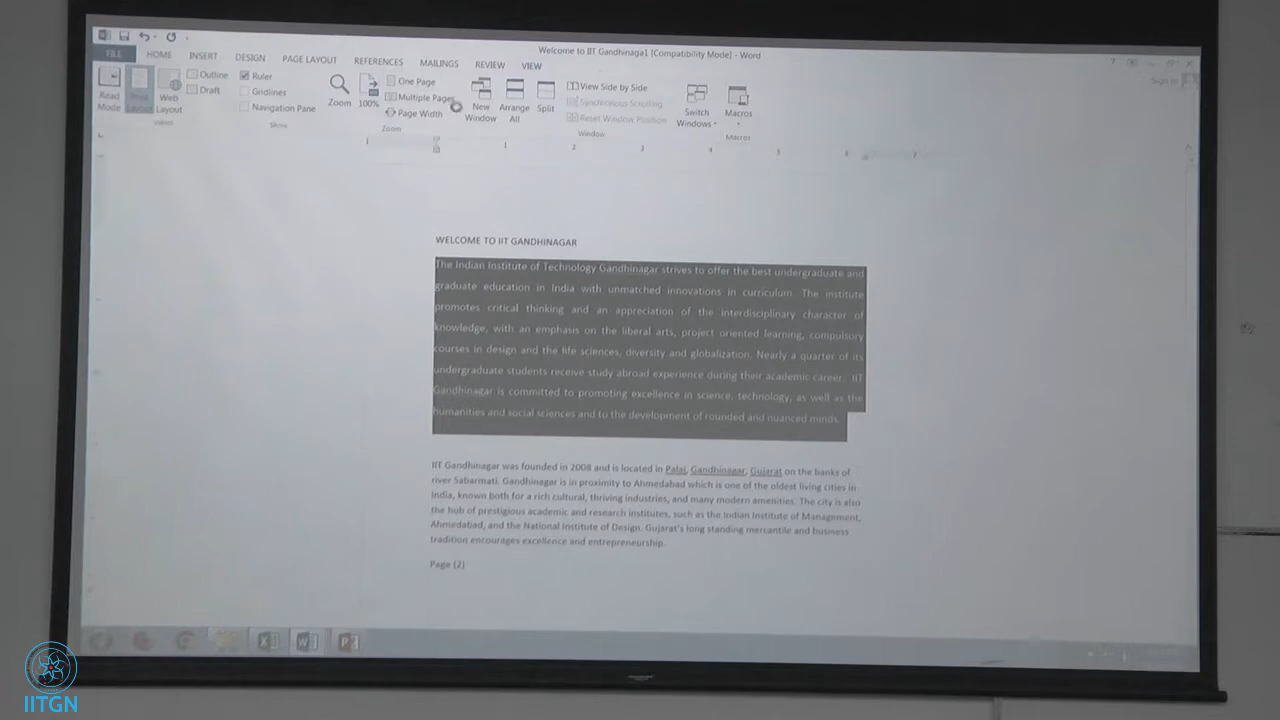 Welcome to IIT Gandhinaga1 [Compatibility Mode] - Word
FILE HOME INSERT DESIGN PAGE LAYOUT REFERENCES MAILINGS REVIEW VIEW
Sign in
Read Mode
Print Layout
Web Layout
Outline
Draft
Views
Ruler
Gridlines
Navigation Pane
Show
Zoom
100%
One Page
Multiple Pages
Page Width
Zoom
New Window
Arrange All
Split
View Side by Side
Synchronous Scrolling
Reset Window Position
Window
Switch Windows
Macros
Macros
1 1 2 3 4 5 6 7
WELCOME TO IIT GANDHINAGAR
The Indian Institute of Technology Gandhinagar strives to offer the best undergraduate and
graduate education in India with unmatched innovations in curriculum. The institute
promotes critical thinking and an appreciation of the interdisciplinary character of
knowledge, with an emphasis on the liberal arts, project oriented learning, compulsory
courses in design and the life sciences, diversity and globalization. Nearly a quarter of its
undergraduate students receive study abroad experience during their academic career. IIT
Gandhinagar is committed to promoting excellence in science, technology, as well as the
humanities and social sciences and to the development of rounded and nuanced minds.
IIT Gandhinagar was founded in 2008 and is located in Palaj, Gandhinagar, Gujarat on the banks of
river Sabarmati. Gandhinagar is in proximity to Ahmedabad which is one of the oldest living cities in
India, known both for a rich cultural, thriving industries, and many modern amenities. The city is also
the hub of prestigious academic and research institutes, such as the Indian Institute of Management,
Ahmedabad, and the National Institute of Design. Gujarat's long standing mercantile and business
tradition encourages excellence and entrepreneurship.
Page (2)
IITGN